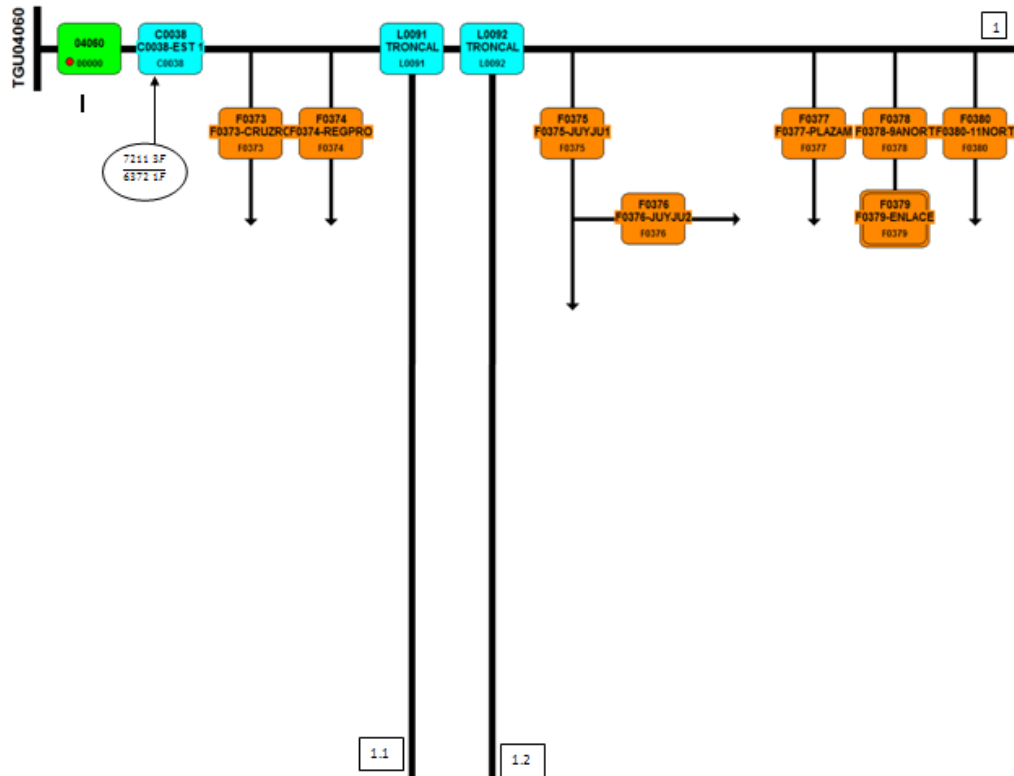 TGU04060
04060
00000
I
C0038
C0038-EST 1
C0038
7211 3F
6372 1F
F0373
F0373-CRUZRO
F0373
F0374
F0374-REGPRO
F0374
L0091
TRONCAL
L0091
L0092
TRONCAL
L0092
F0375
F0375-JUYJU1
F0375
F0376
F0376-JUYJU2
F0376
F0377
F0377-PLAZAM
F0377
F0378
F0378-9ANORT
F0378
F0379
F0379-ENLACE
F0379
F0380
F0380-11NORT
F0380
1
1.1
1.2